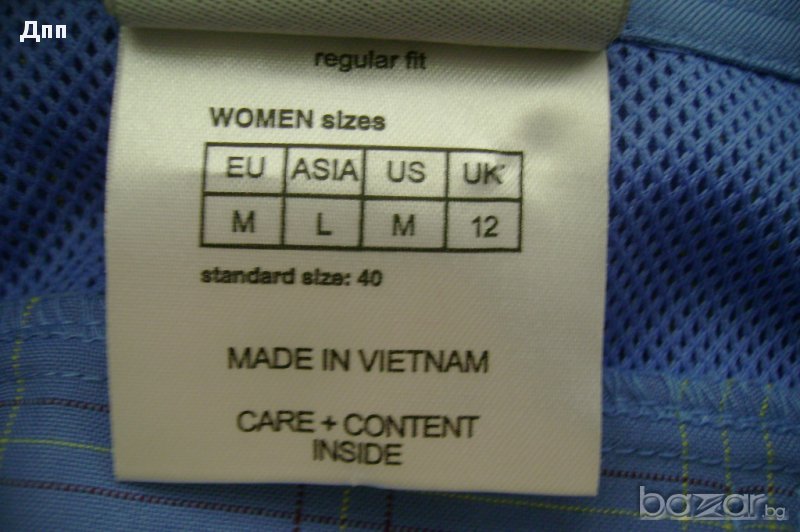 Дпп
regular fit
WOMEN sizes
EU ASIA US UK
M L M 12
standard size: 40
MADE IN VIETNAM
CARE + CONTENT
INSIDE
bazar.bg